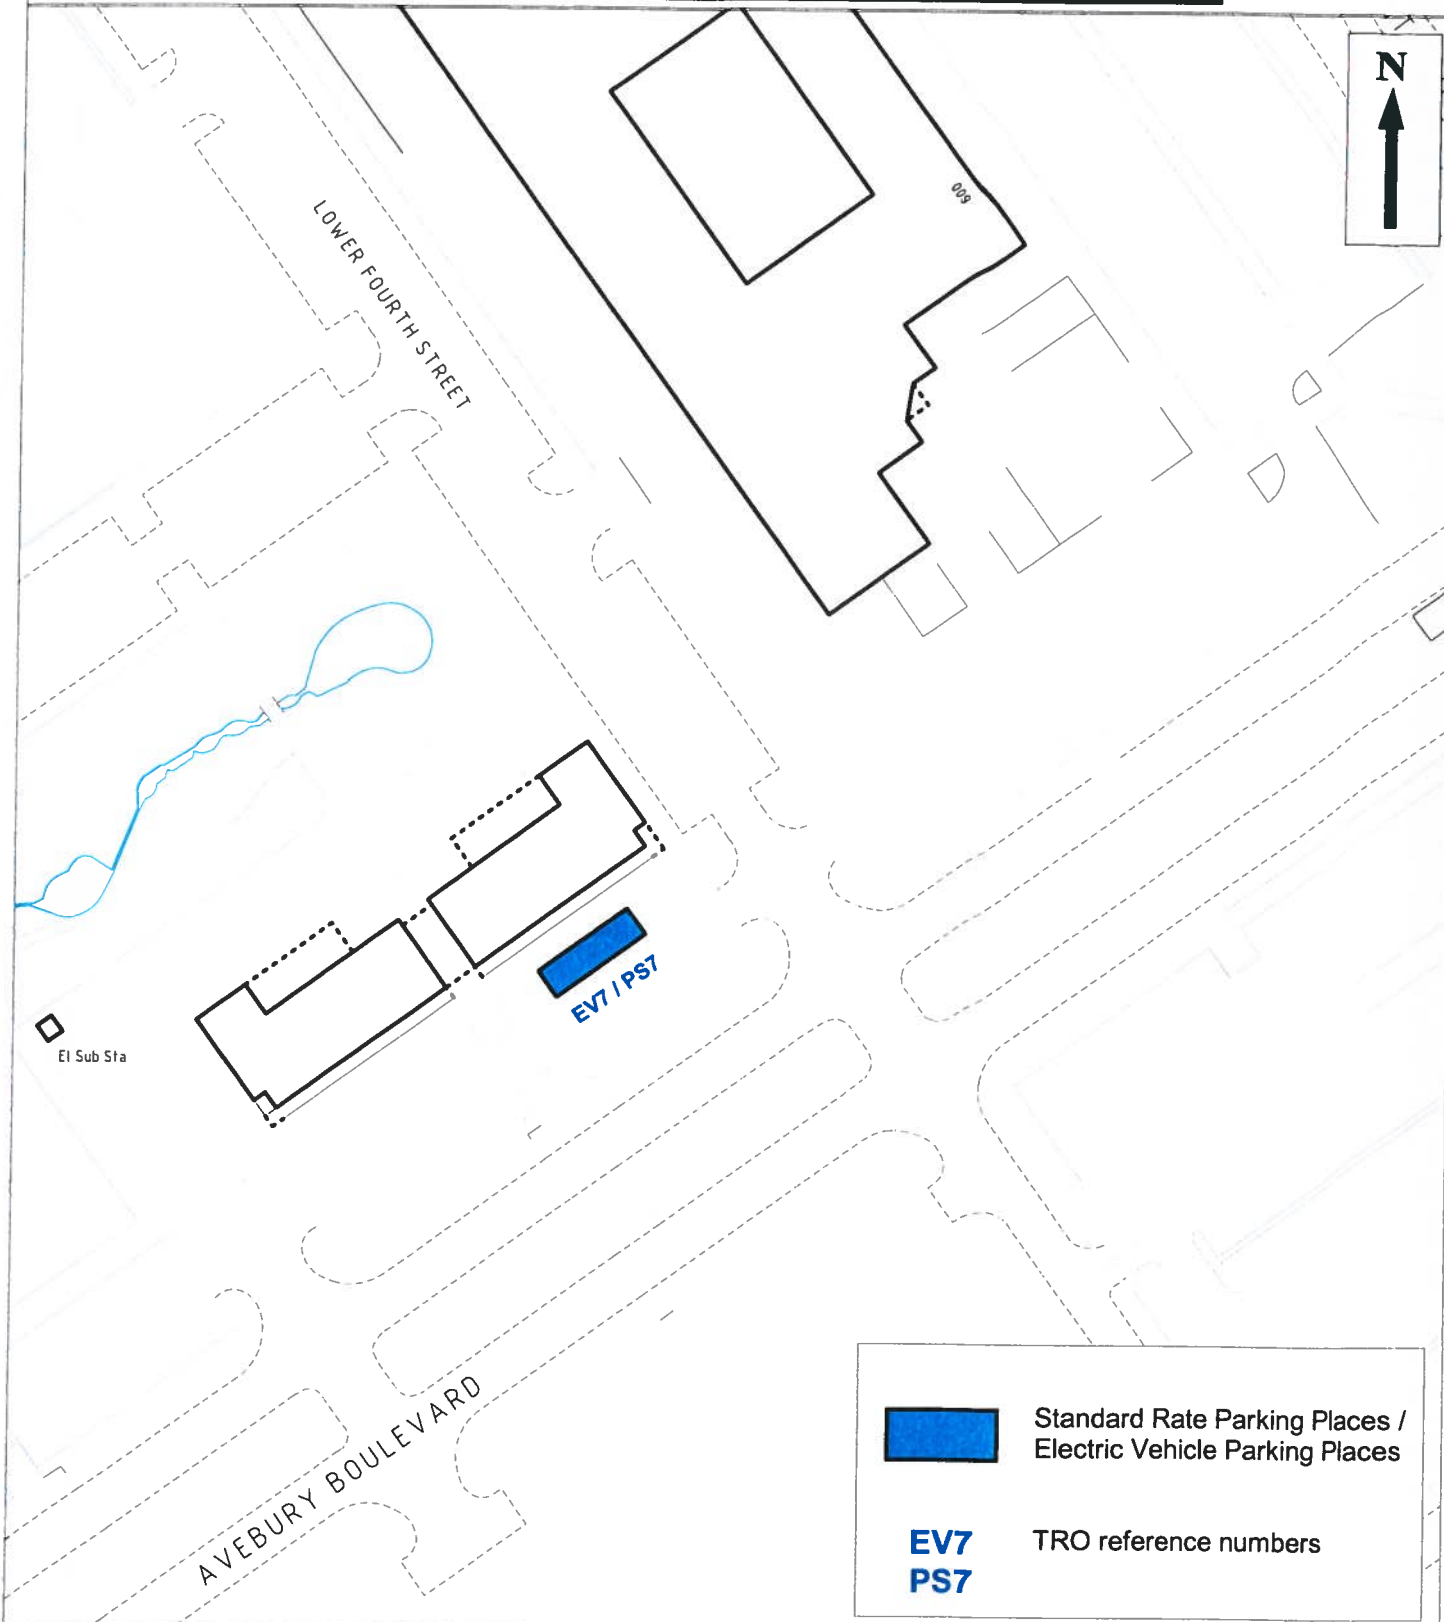 N
600
LOWER FOURTH STREET
EV7 / PS7
El Sub Sta
AVEBURY BOULEVARD
Standard Rate Parking Places /
Electric Vehicle Parking Places
EV7
TRO reference numbers
PS7